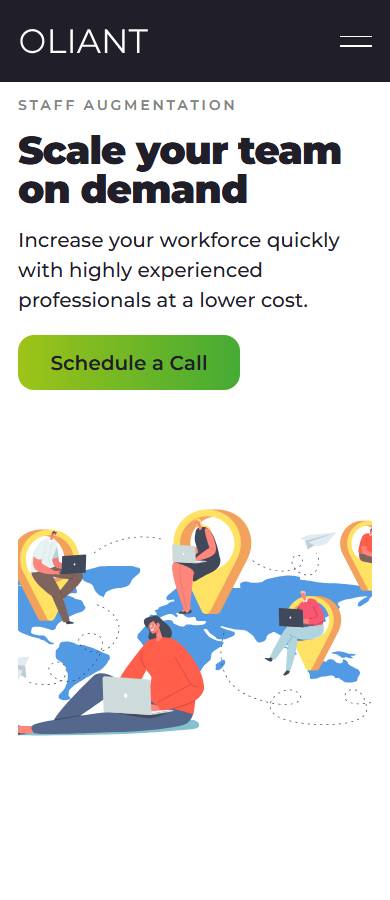 OLIANT
STAFF AUGMENTATION
Scale your team
on demand
Increase your workforce quickly
with highly experienced
professionals at a lower cost.
Schedule a Call